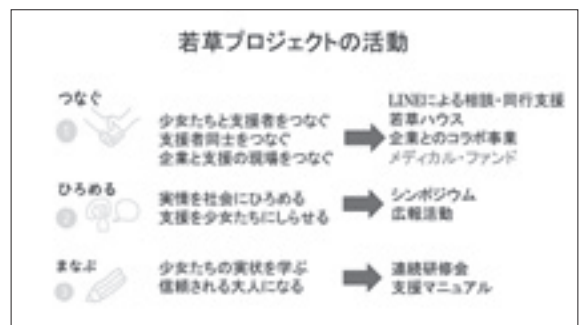 若草プロジェクトの活動
つなぐ
1
少女たちと支援者をつなぐ
支援者同士をつなぐ
企業と支援の現場をつなぐ
LINEによる相談・同行支援
若草ハウス
企業とのコラボ事業
メディカル・ファンド
ひろめる
2
実情を社会にひろめる
支援を少女たちにしらせる
シンポジウム
広報活動
まなぶ
3
少女たちの実状を学ぶ
信頼される大人になる
連続研修会
支援マニュアル